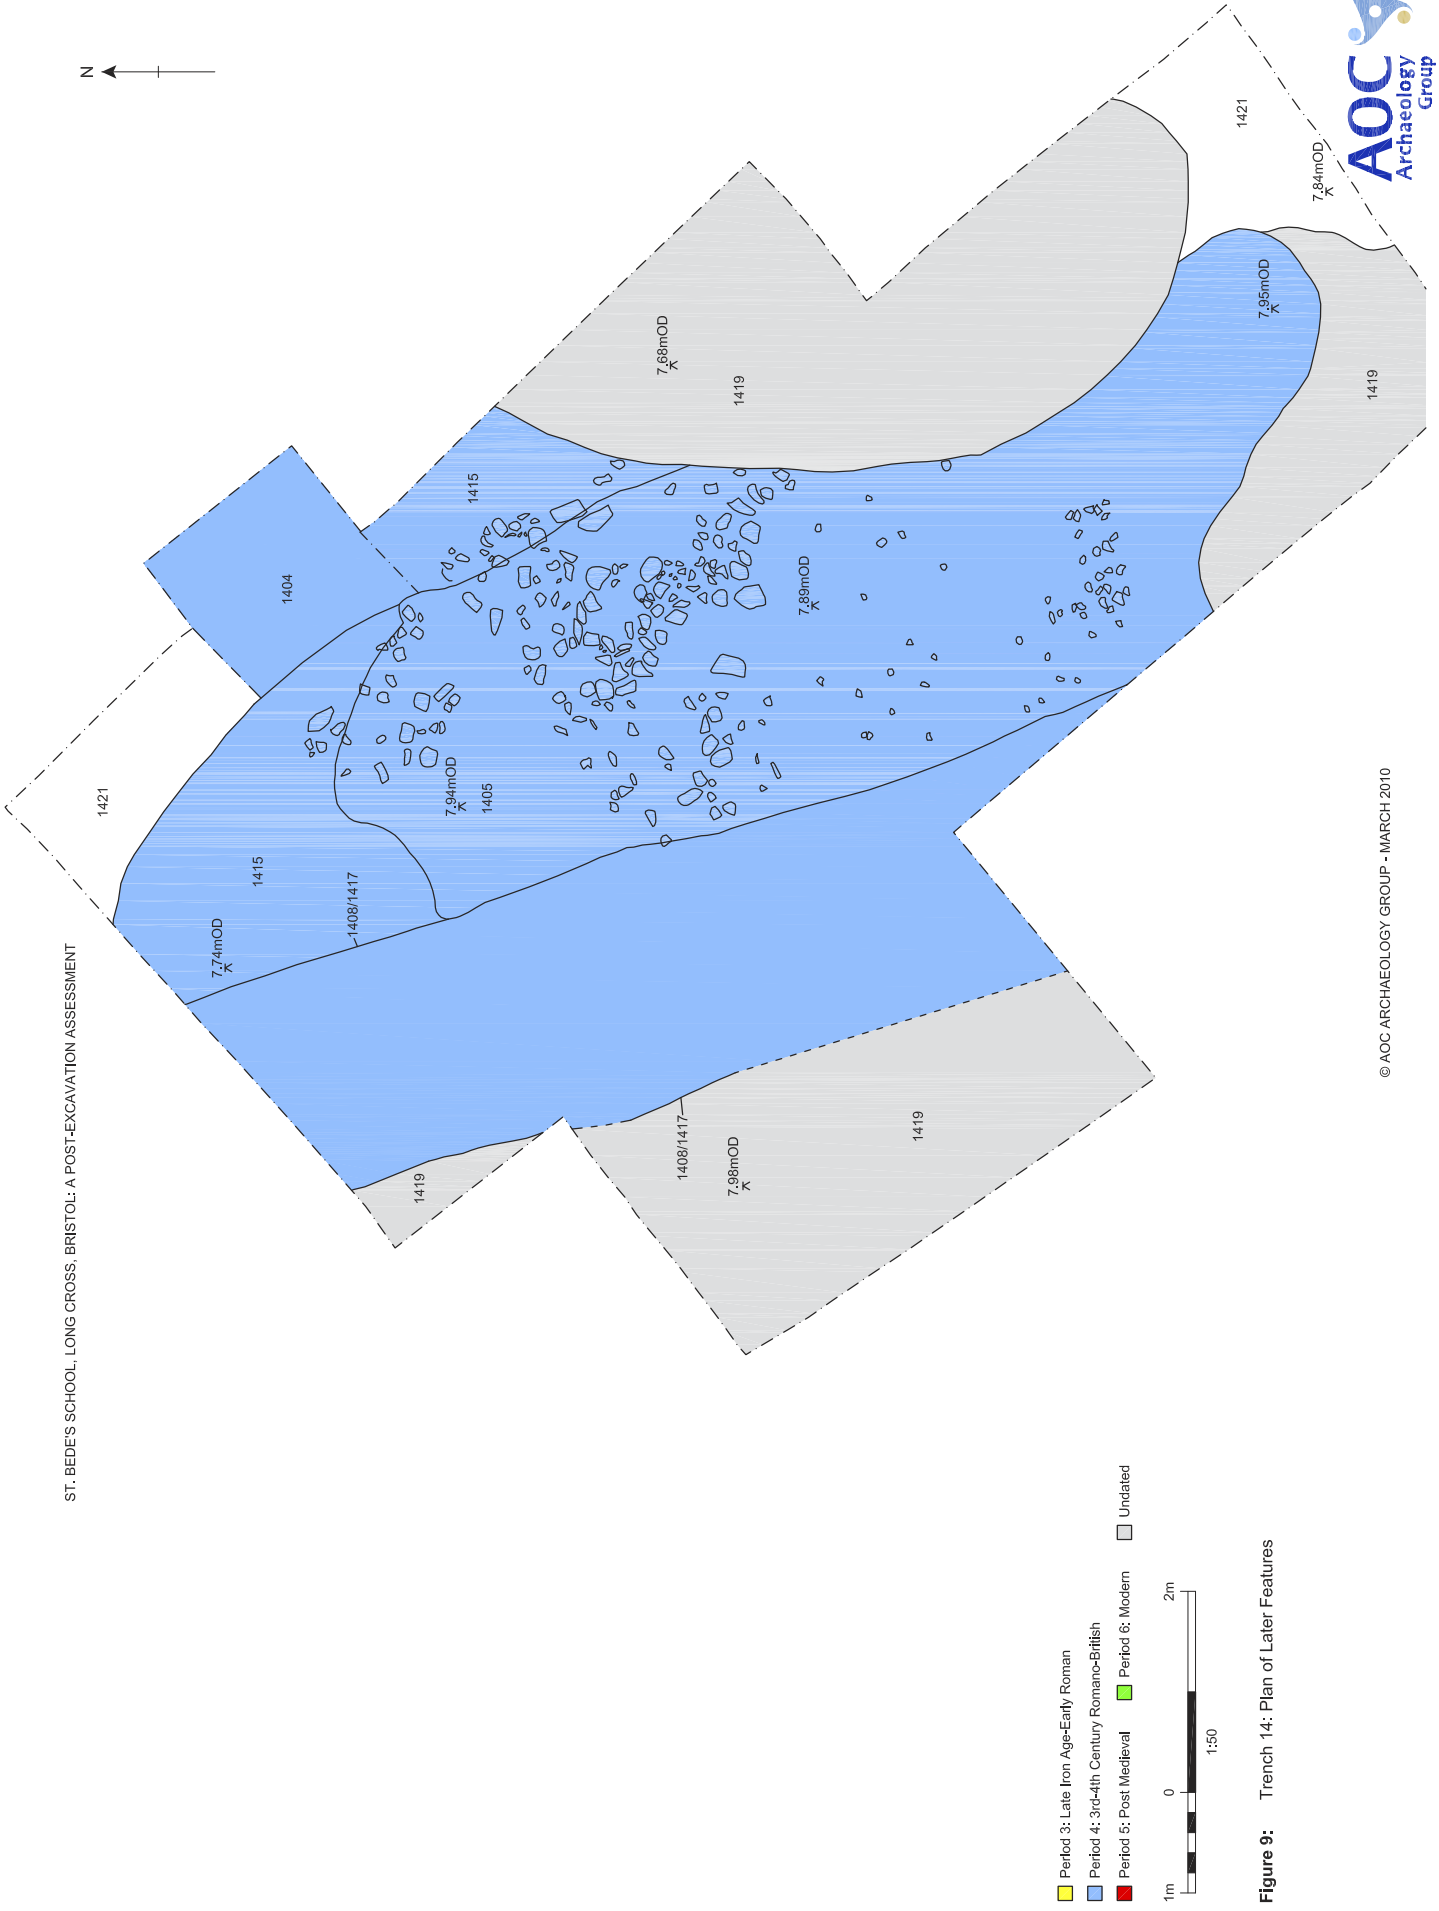 ST. BEDE'S SCHOOL, LONG CROSS, BRISTOL: A POST-EXCAVATION ASSESSMENT
N
1421
1415
7.74mOD
1408/1417
1404
1415
7.94mOD
1405
7.68mOD
1419
7.89mOD
1421
7.84mOD
7.95mOD
1419
1419
1408/1417
7.98mOD
1419
Period 3: Late Iron Age-Early Roman
Period 4: 3rd-4th Century Romano-British
Period 5: Post Medieval
Period 6: Modern
Undated
1m
0
2m
1:50
Figure 9: Trench 14: Plan of Later Features
© AOC ARCHAEOLOGY GROUP - MARCH 2010
AOC
Archaeology
Group